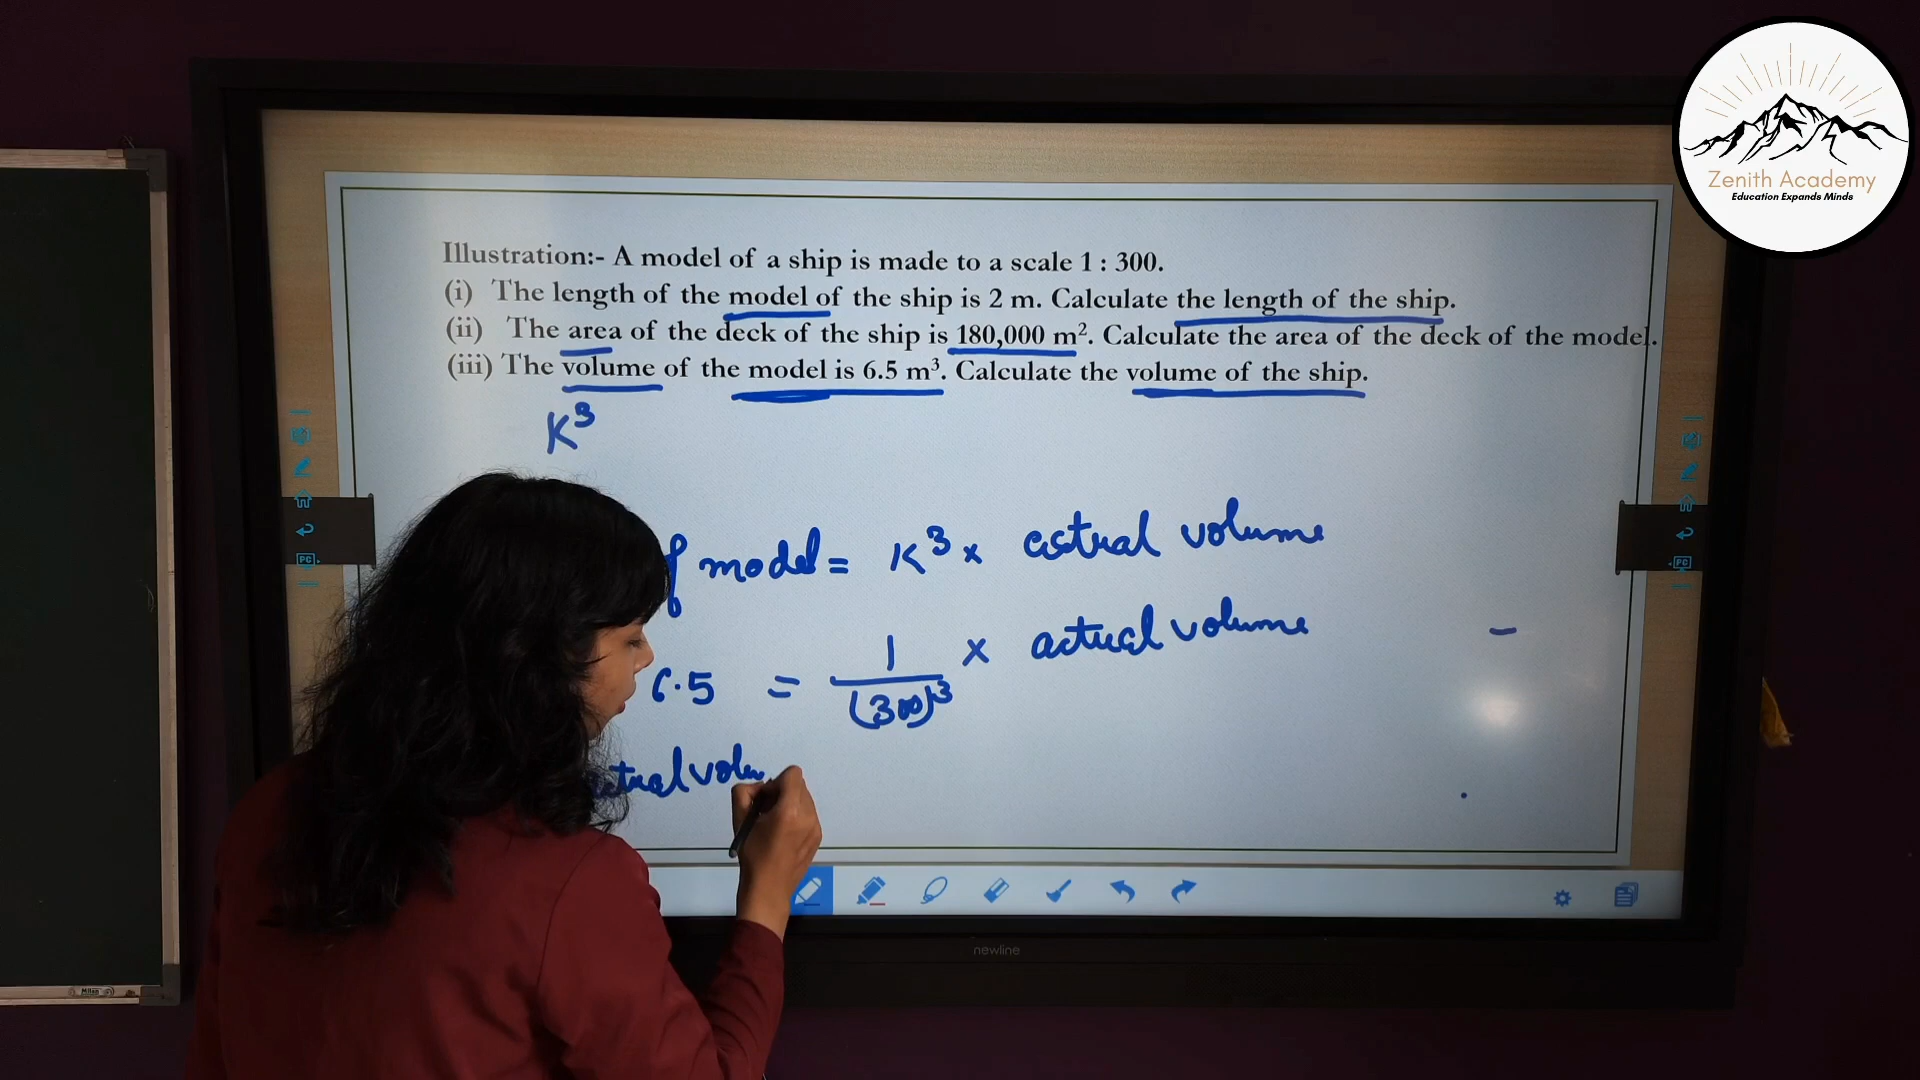 Zenith Academy
Education Expands Minds
Illustration:- A model of a ship is made to a scale 1 : 300.
(i) The length of the model of the ship is 2 m. Calculate the length of the ship.
(ii) The area of the deck of the ship is 180,000 m². Calculate the area of the deck of the model.
(iii) The volume of the model is 6.5 m³. Calculate the volume of the ship.
K³
model = K³ × actual volume
6.5 = 1/(300)³ × actual volume
actual
PC
PC
newline